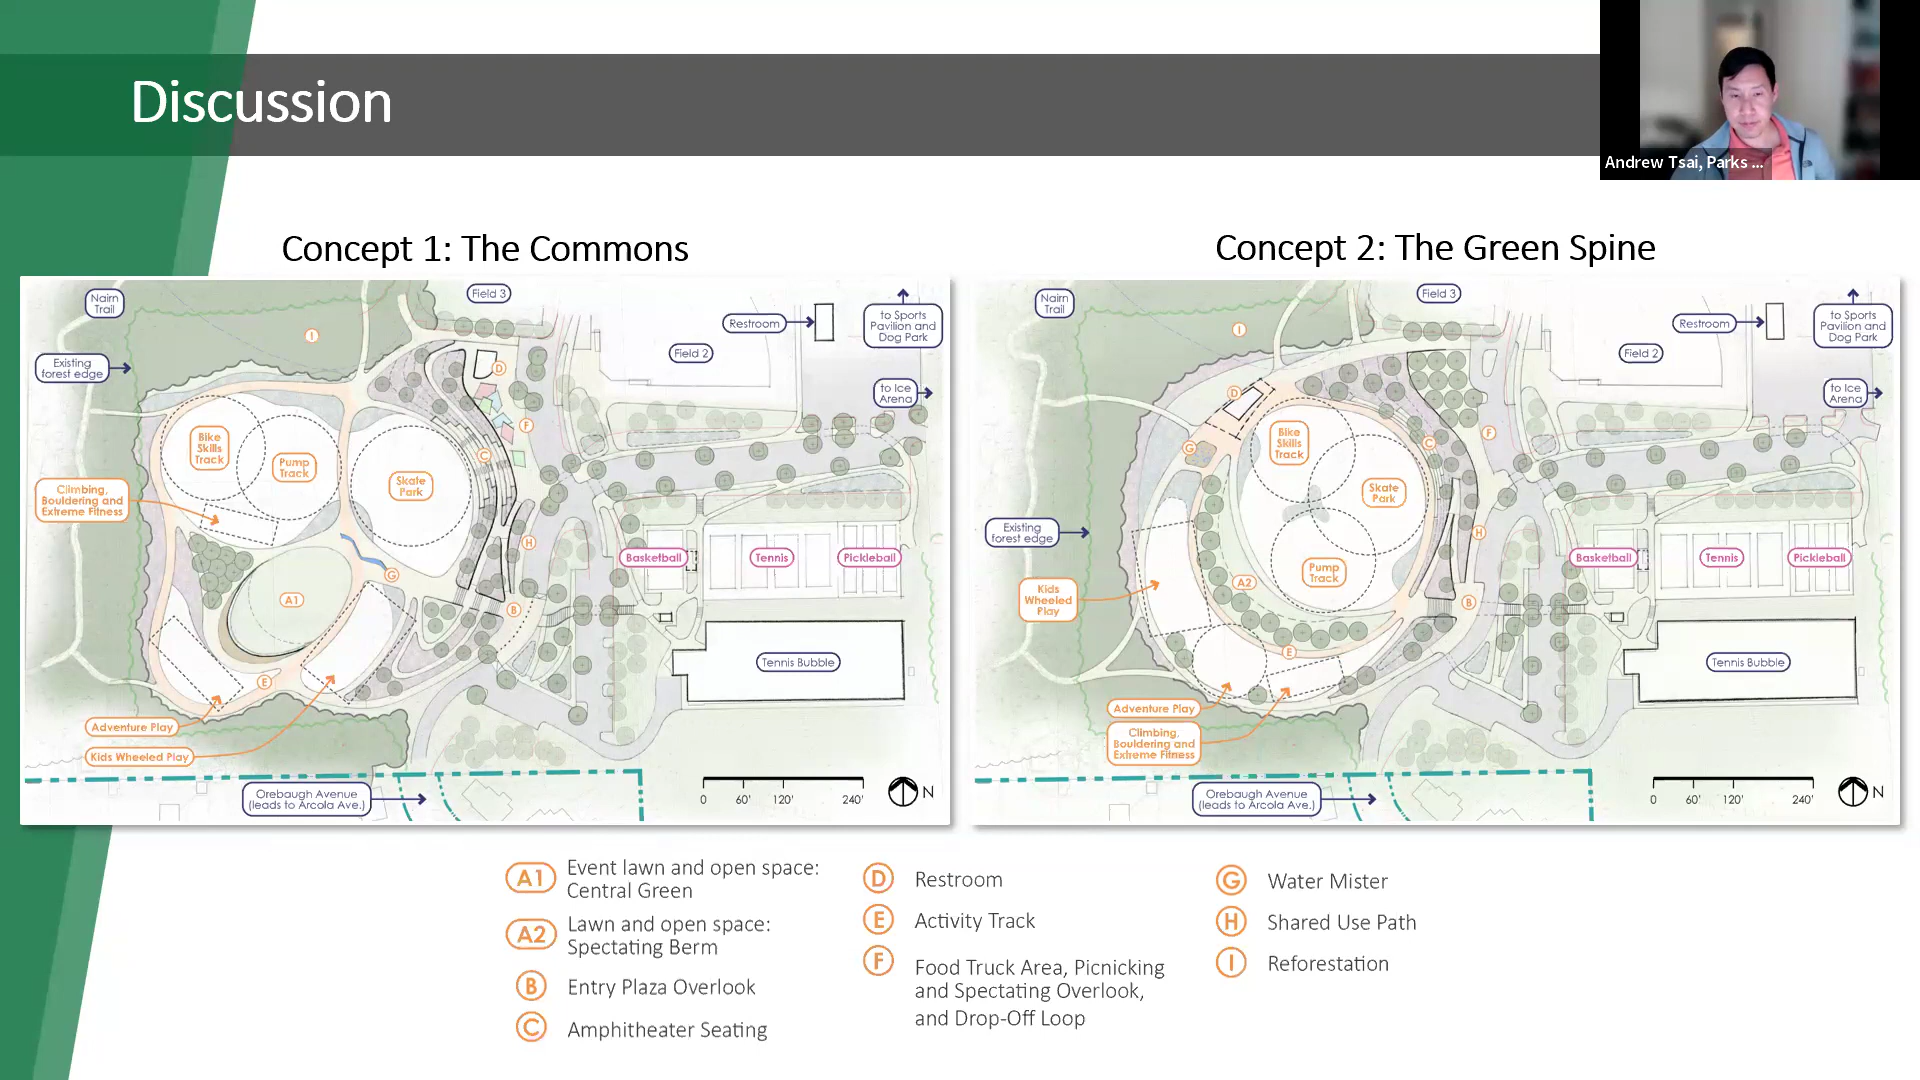 Discussion
Andrew Tsai, Parks ...
Concept 1: The Commons
Concept 2: The Green Spine
Nairn
Trail
Field 3
I
Restroom
to Sports
Pavilion and
Dog Park
Existing
forest edge
D
Field 2
to Ice
Arena
F
Bike
Skills
Track
Pump
Track
C
Skate
Park
Climbing,
Bouldering and
Extreme Fitness
H
Basketball
Tennis
Pickleball
G
A1
B
Tennis Bubble
E
Adventure Play
Kids Wheeled Play
Orebaugh Avenue
(leads to Arcola Ave.)
0
60'
120'
240'
N
Nairn
Trail
Field 3
I
Restroom
to Sports
Pavilion and
Dog Park
Field 2
D
to Ice
Arena
F
G
Bike
Skills
Track
C
Skate
Park
Existing
forest edge
H
Basketball
Tennis
Pickleball
Pump
Track
A2
Kids
Wheeled
Play
B
E
Tennis Bubble
Adventure Play
Climbing,
Bouldering and
Extreme Fitness
Orebaugh Avenue
(leads to Arcola Ave.)
0
60'
120'
240'
N
A1 Event lawn and open space:
Central Green
A2 Lawn and open space:
Spectating Berm
B Entry Plaza Overlook
C Amphitheater Seating
D Restroom
E Activity Track
F Food Truck Area, Picnicking
and Spectating Overlook,
and Drop-Off Loop
G Water Mister
H Shared Use Path
I Reforestation